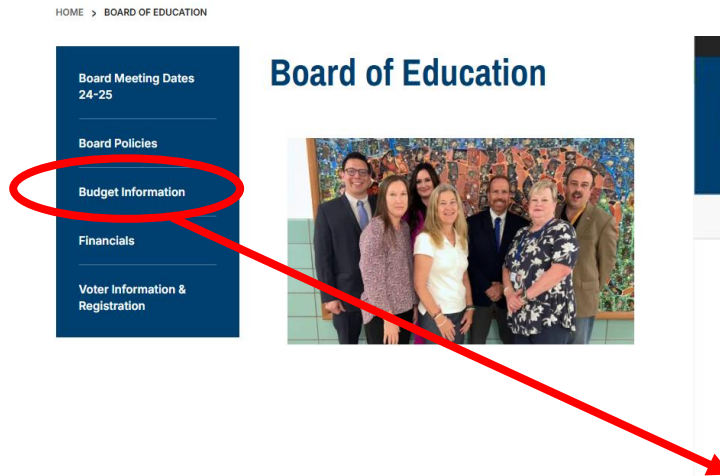 HOME > BOARD OF EDUCATION
Board of Education
Board Meeting Dates
24-25
Board Policies
Budget Information
Financials
Voter Information &
Registration